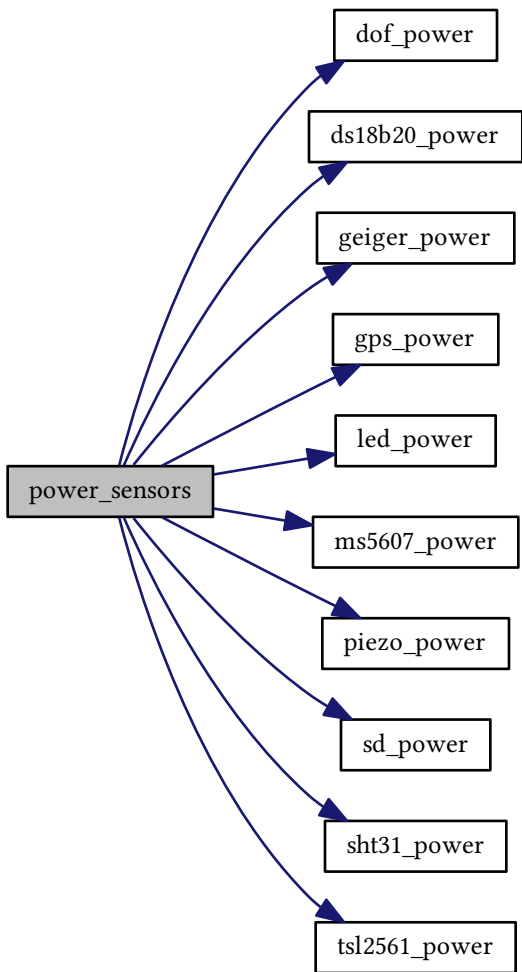 dof_power
ds18b20_power
geiger_power
gps_power
led_power
power_sensors
ms5607_power
piezo_power
sd_power
sht31_power
tsl2561_power